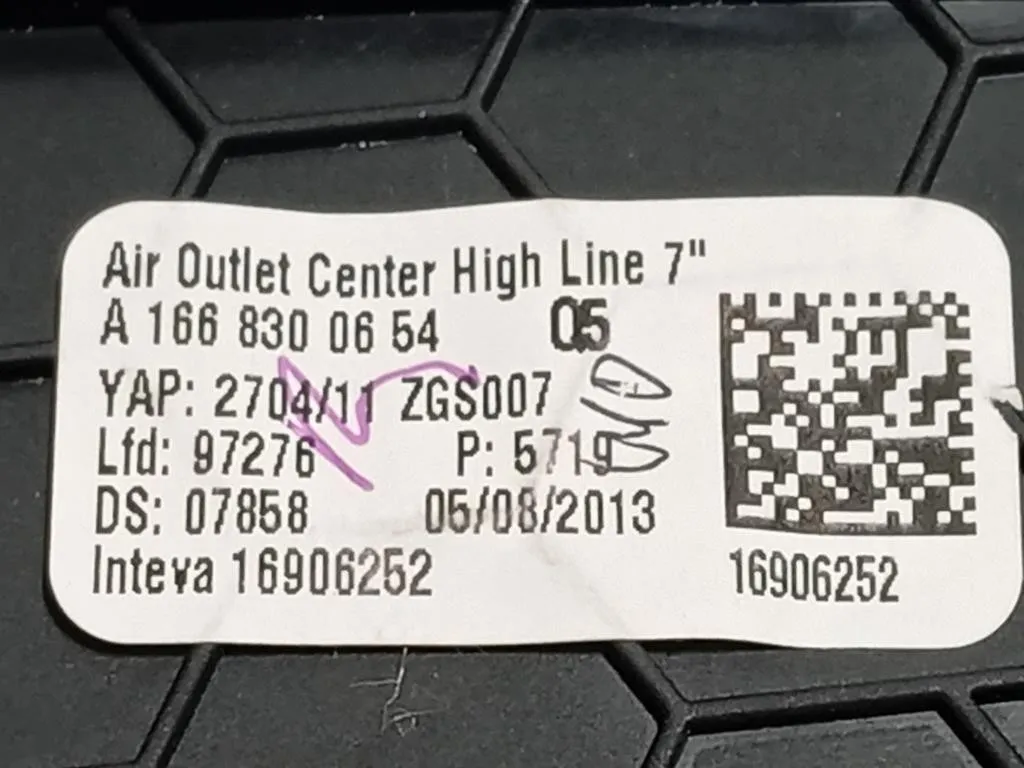 Air Outlet Center High Line 7"
A 166 830 06 54 Q5
YAP: 2704/11 ZGS007
Lfd: 97276 P: 5719
DS: 07858 05/08/2013
Inteva 16906252
16906252